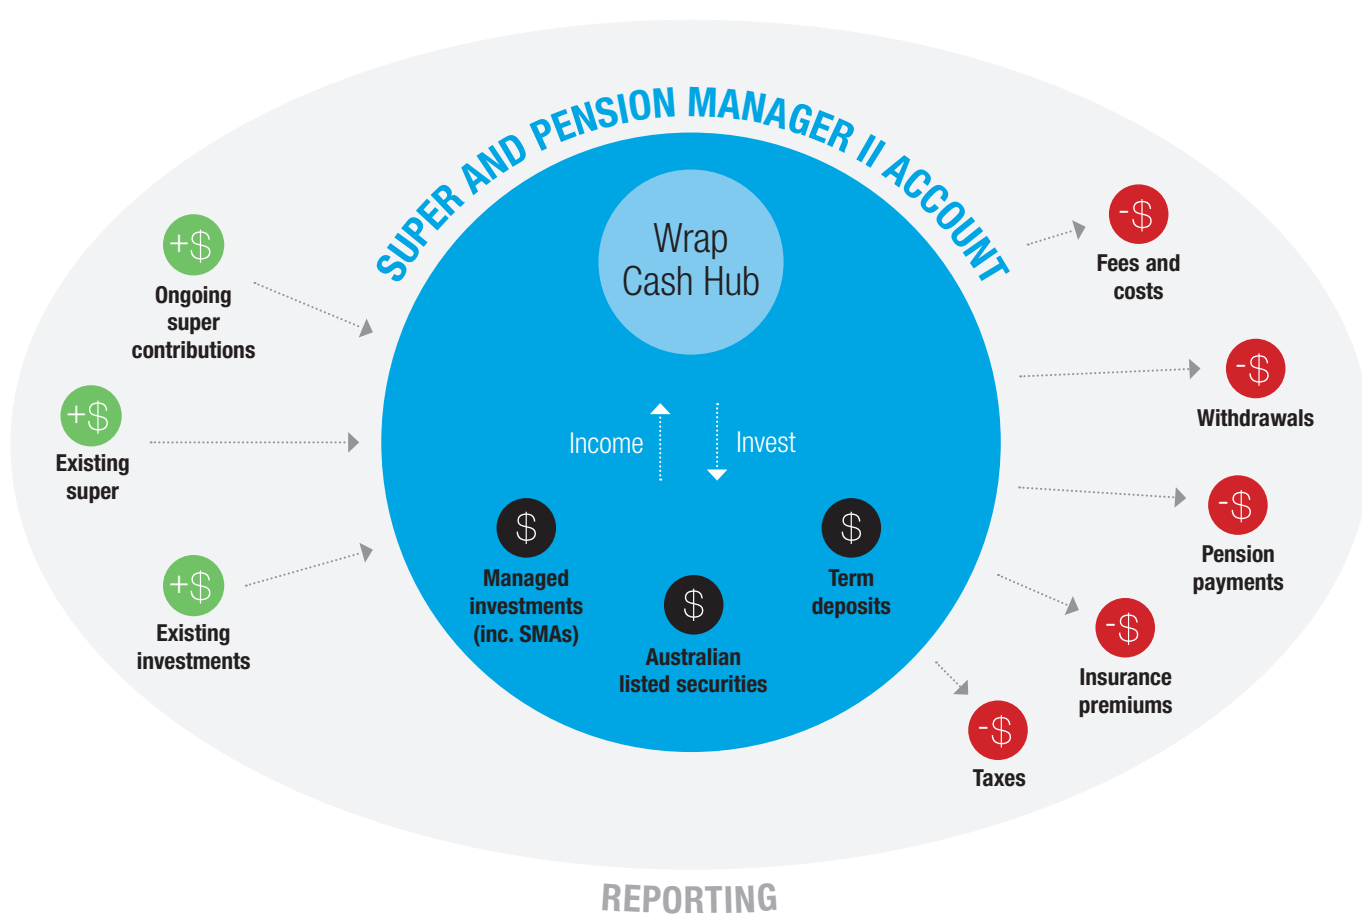 SUPER AND PENSION MANAGER II ACCOUNT
Wrap
Cash Hub
+$
Ongoing
super
contributions
+$
Existing
super
+$
Existing
investments
Income
Invest
$
Managed
investments
(inc. SMAs)
$
Australian
listed securities
$
Term
deposits
-$
Fees and
costs
-$
Withdrawals
-$
Pension
payments
-$
Insurance
premiums
-$
Taxes
REPORTING